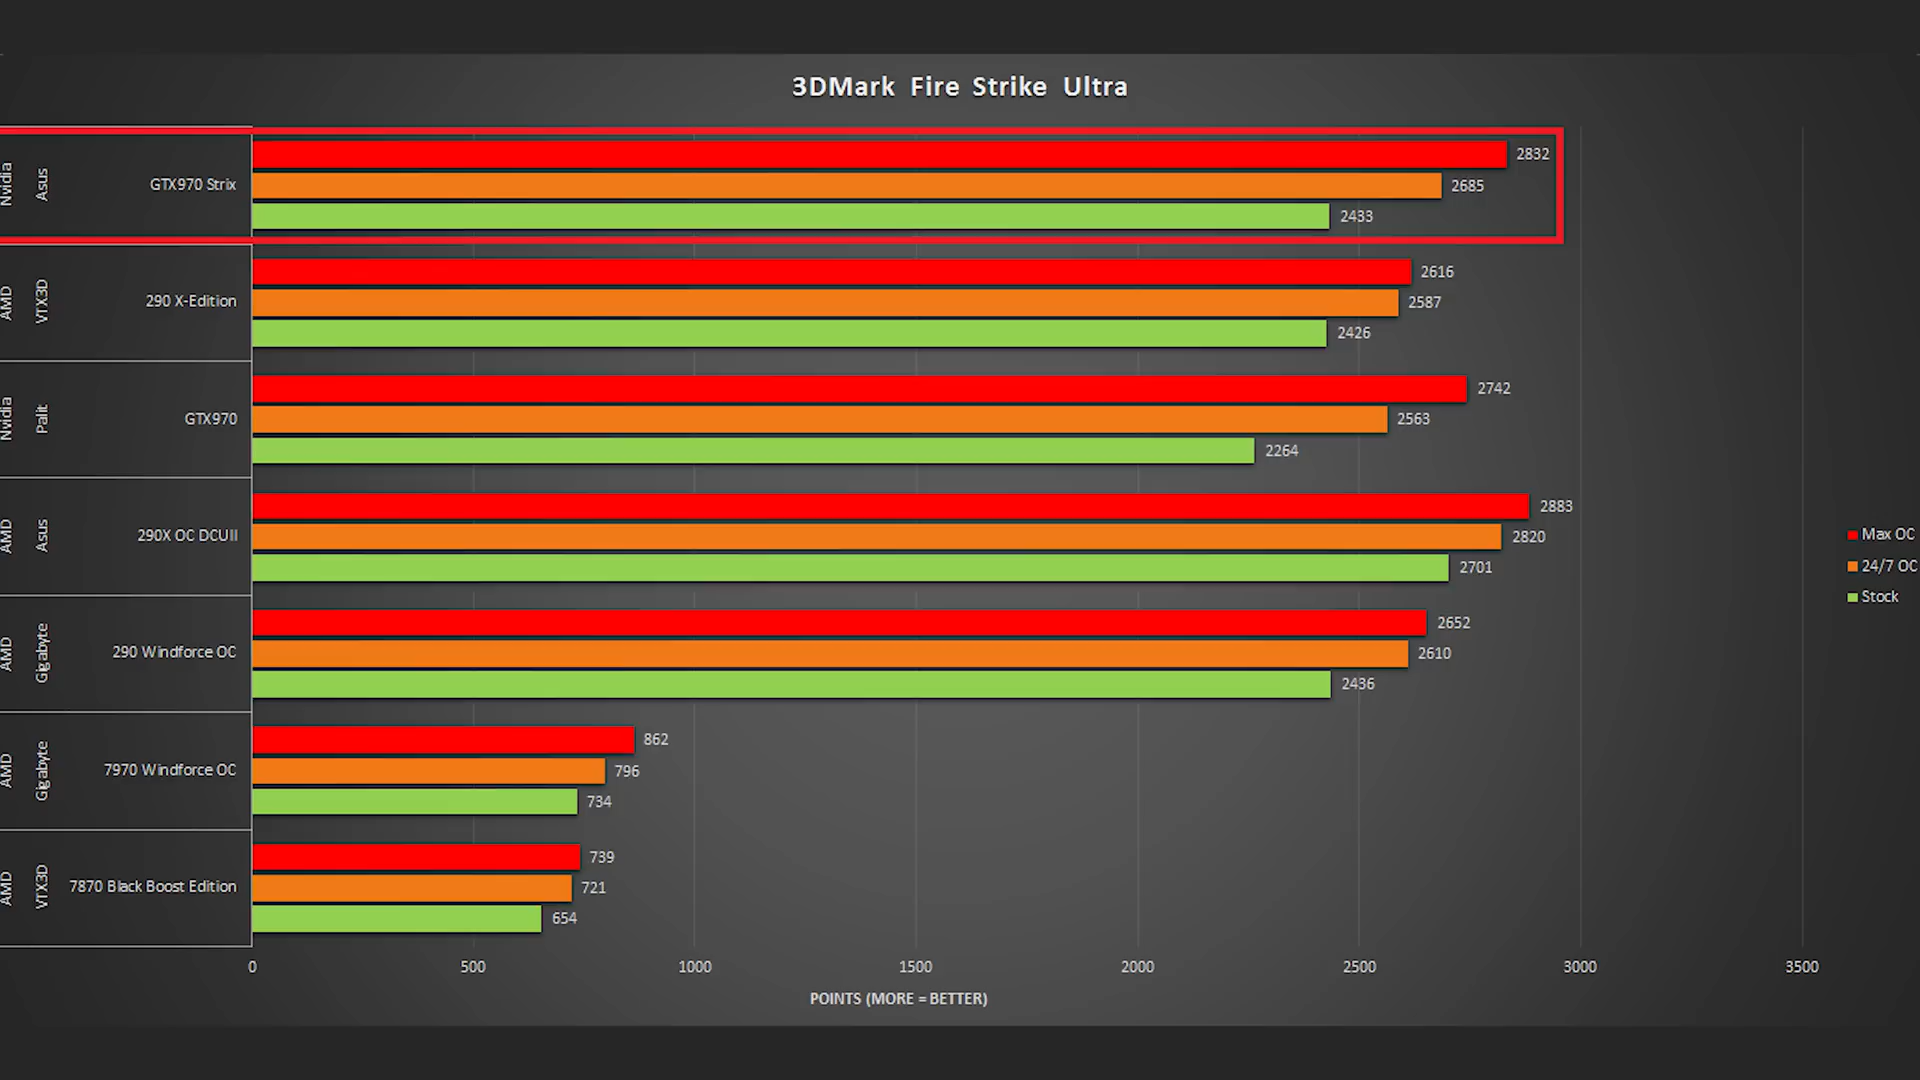 3DMark Fire Strike Ultra
Nvidia Asus GTX970 Strix
2832
2685
2433
AMD VTX3D 290 X-Edition
2616
2587
2426
Nvidia Palit GTX970
2742
2563
2264
AMD Asus 290X OC DCUII
2883
2820
2701
AMD Gigabyte 290 Windforce OC
2652
2610
2436
AMD Gigabyte 7970 Windforce OC
862
796
734
AMD VTX3D 7870 Black Boost Edition
739
721
654
0 500 1000 1500 2000 2500 3000 3500
POINTS (MORE = BETTER)
Max OC
24/7 OC
Stock